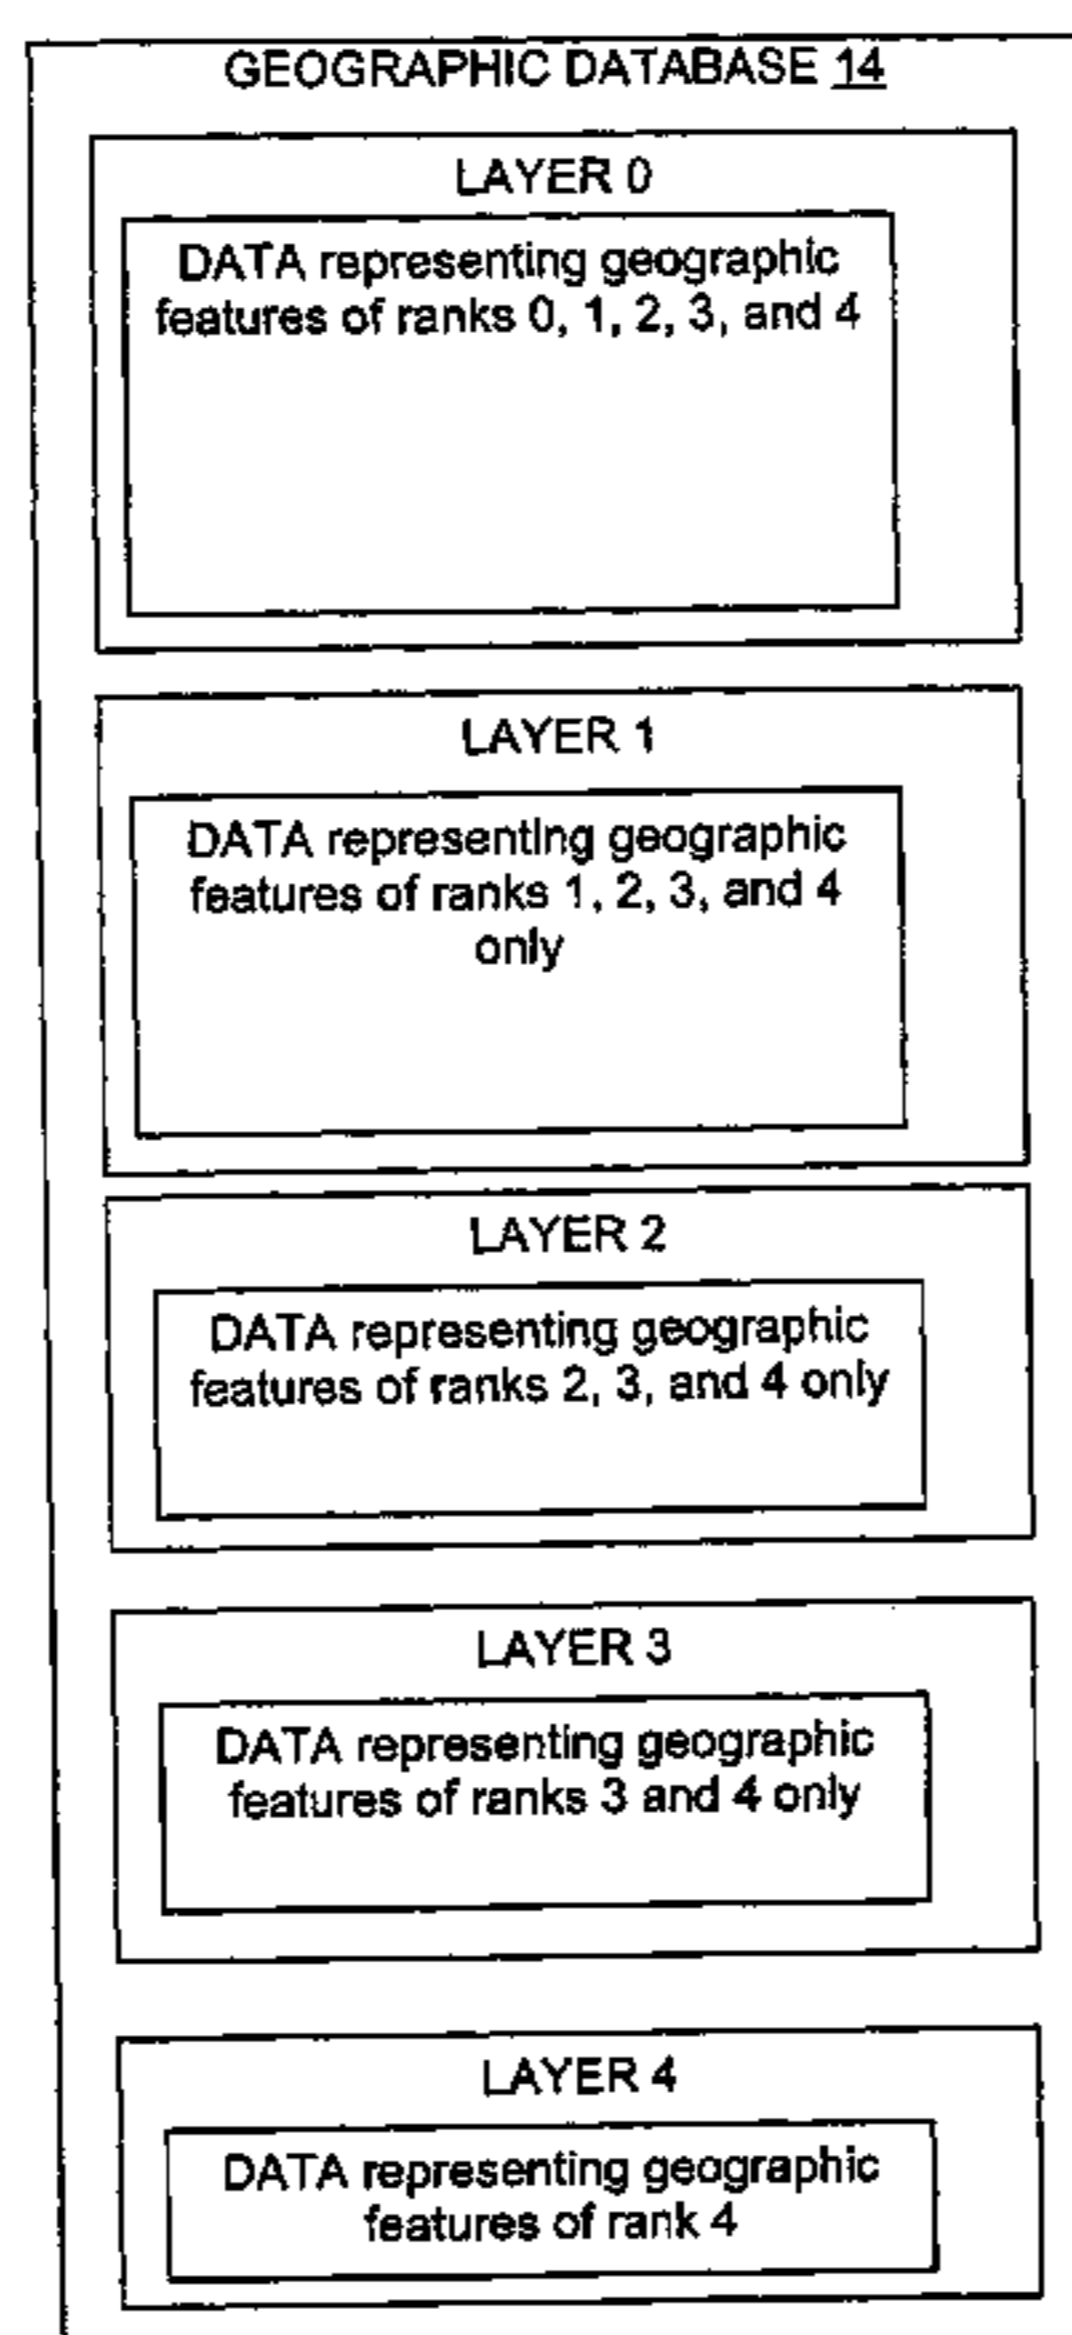 GEOGRAPHIC DATABASE 14
LAYER 0
DATA representing geographic
features of ranks 0, 1, 2, 3, and 4
LAYER 1
DATA representing geographic
features of ranks 1, 2, 3, and 4
only
LAYER 2
DATA representing geographic
features of ranks 2, 3, and 4 only
LAYER 3
DATA representing geographic
features of ranks 3 and 4 only
LAYER 4
DATA representing geographic
features of rank 4